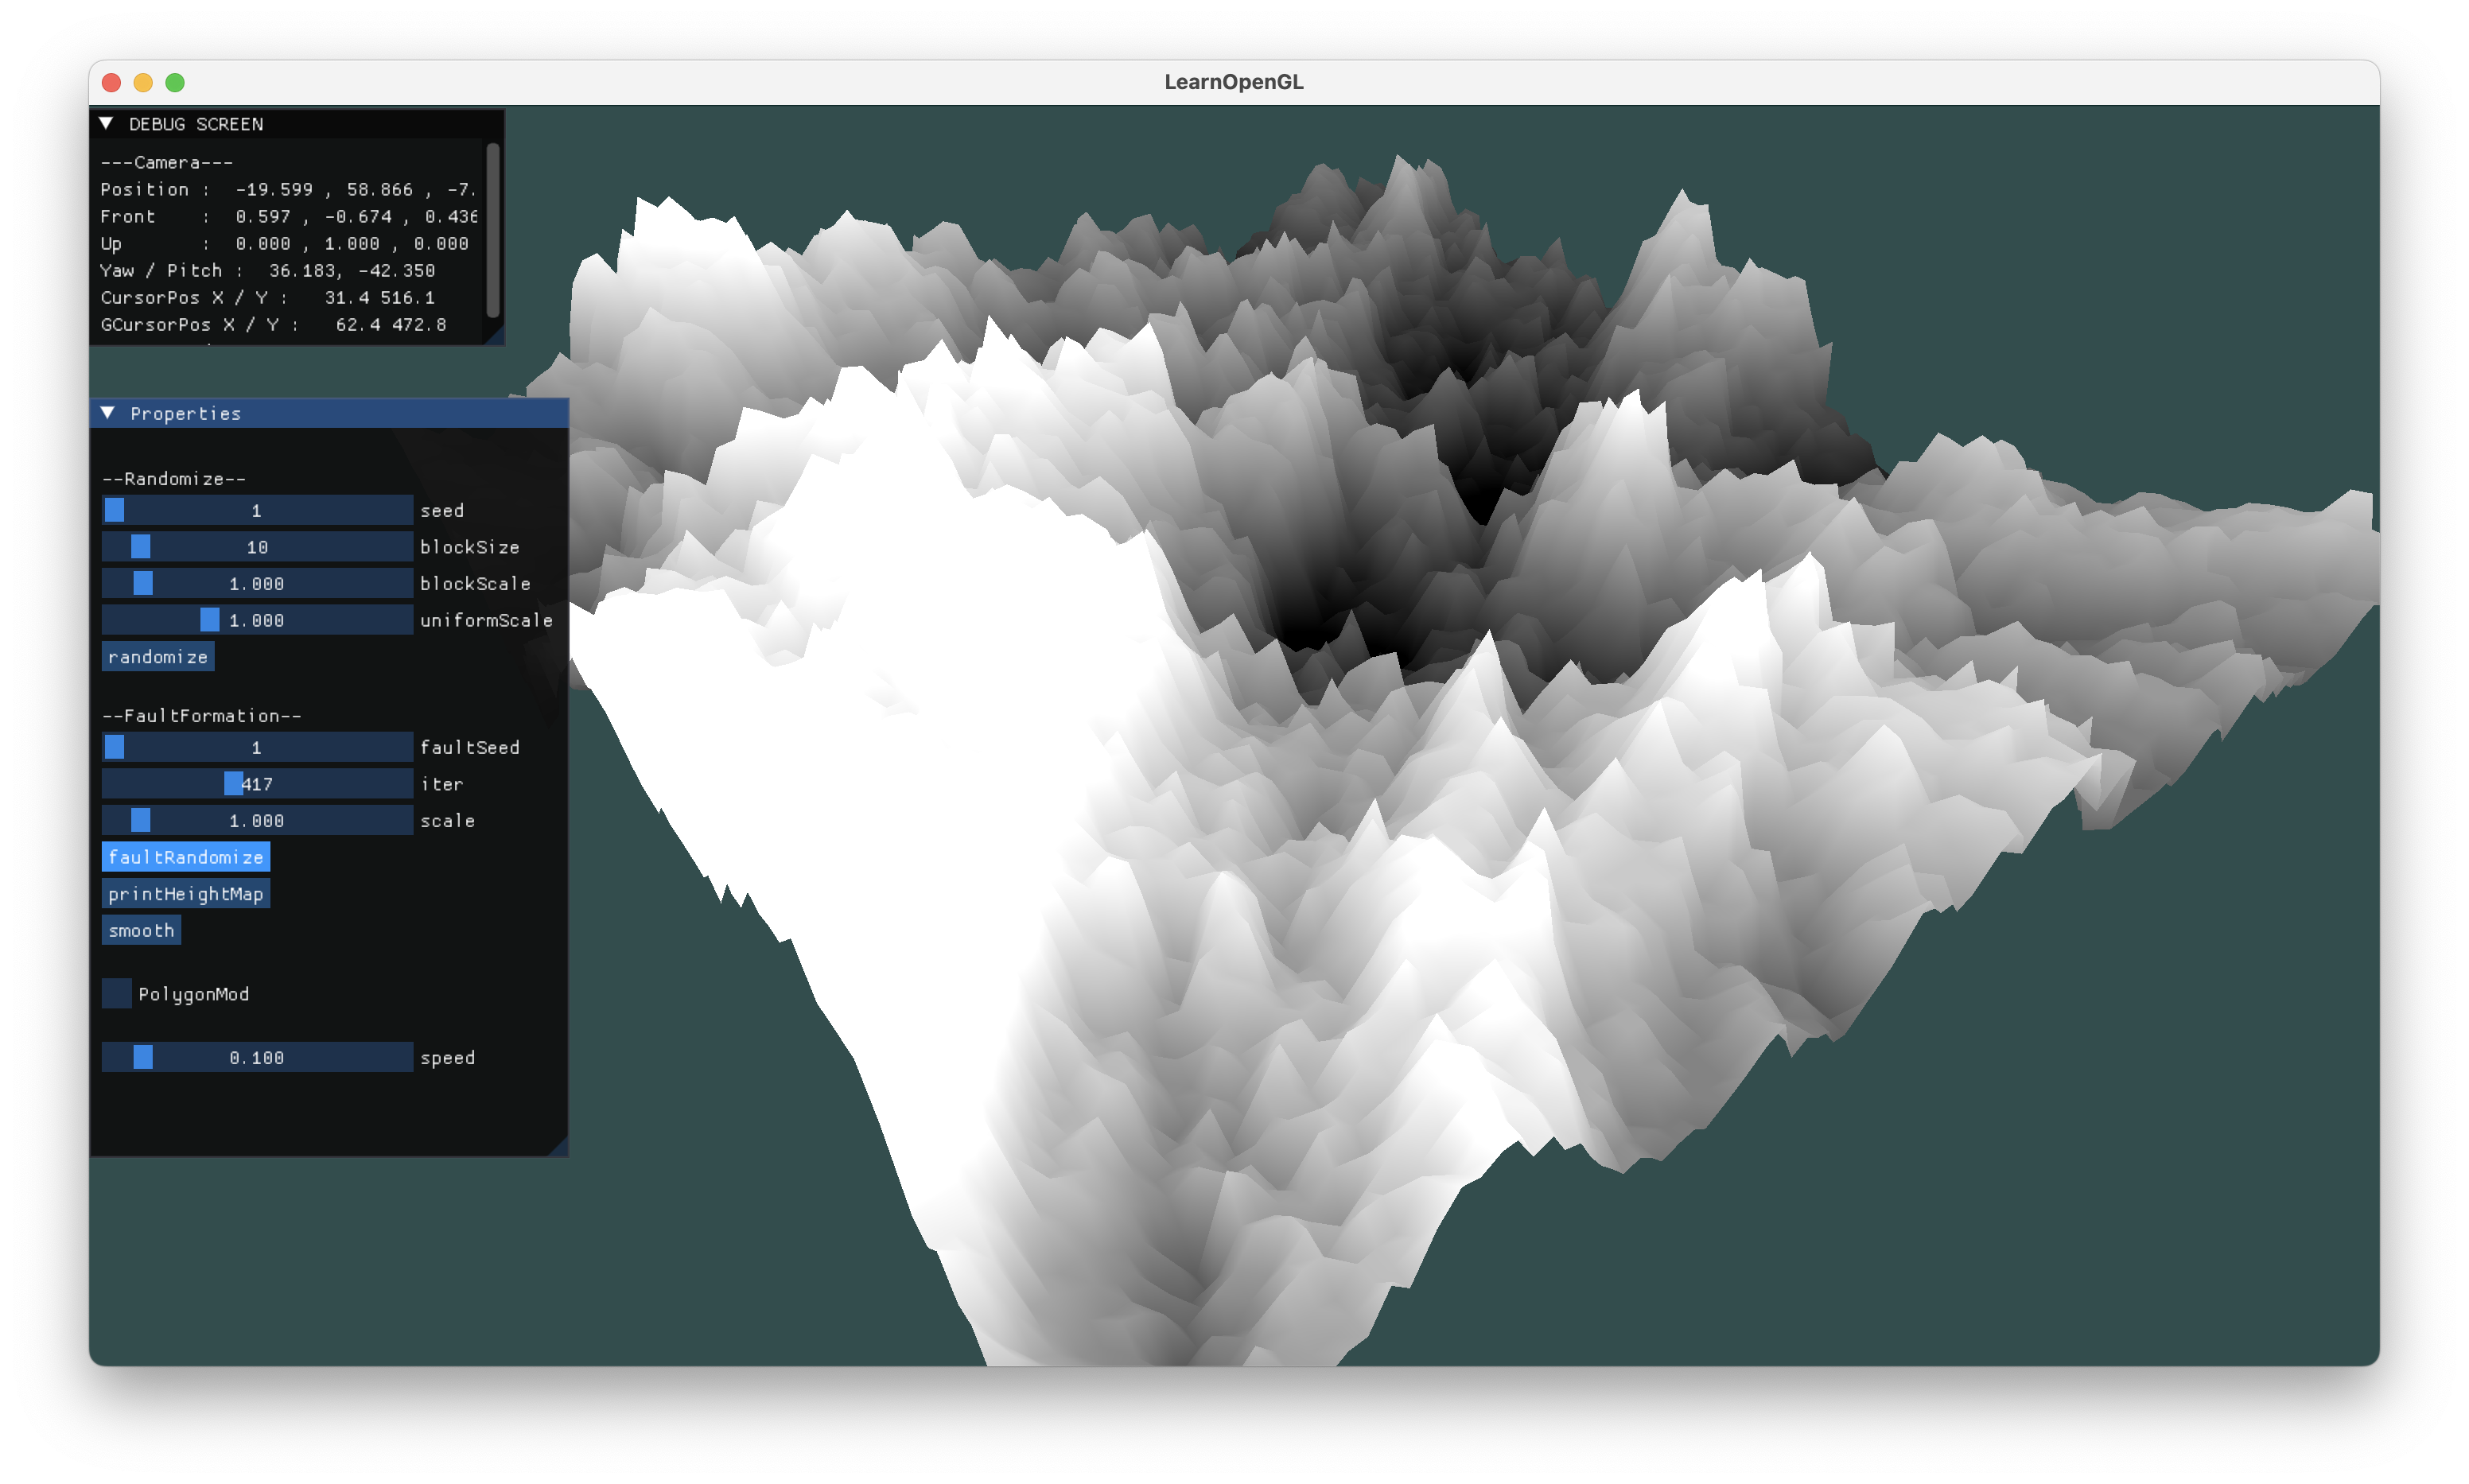 LearnOpenGL
DEBUG SCREEN
---Camera---
Position :  -19.599 , 58.866 , -7.
Front    :  0.597 , -0.674 , 0.436
Up       :  0.000 , 1.000 , 0.000
Yaw / Pitch :  36.183, -42.350
CursorPos X / Y :   31.4 516.1
GCursorPos X / Y :   62.4 472.8
Properties
--Randomize--
1 seed
10 blockSize
1.000 blockScale
1.000 uniformScale
randomize
--FaultFormation--
1 faultSeed
417 iter
1.000 scale
faultRandomize
printHeightMap
smooth
PolygonMod
0.100 speed